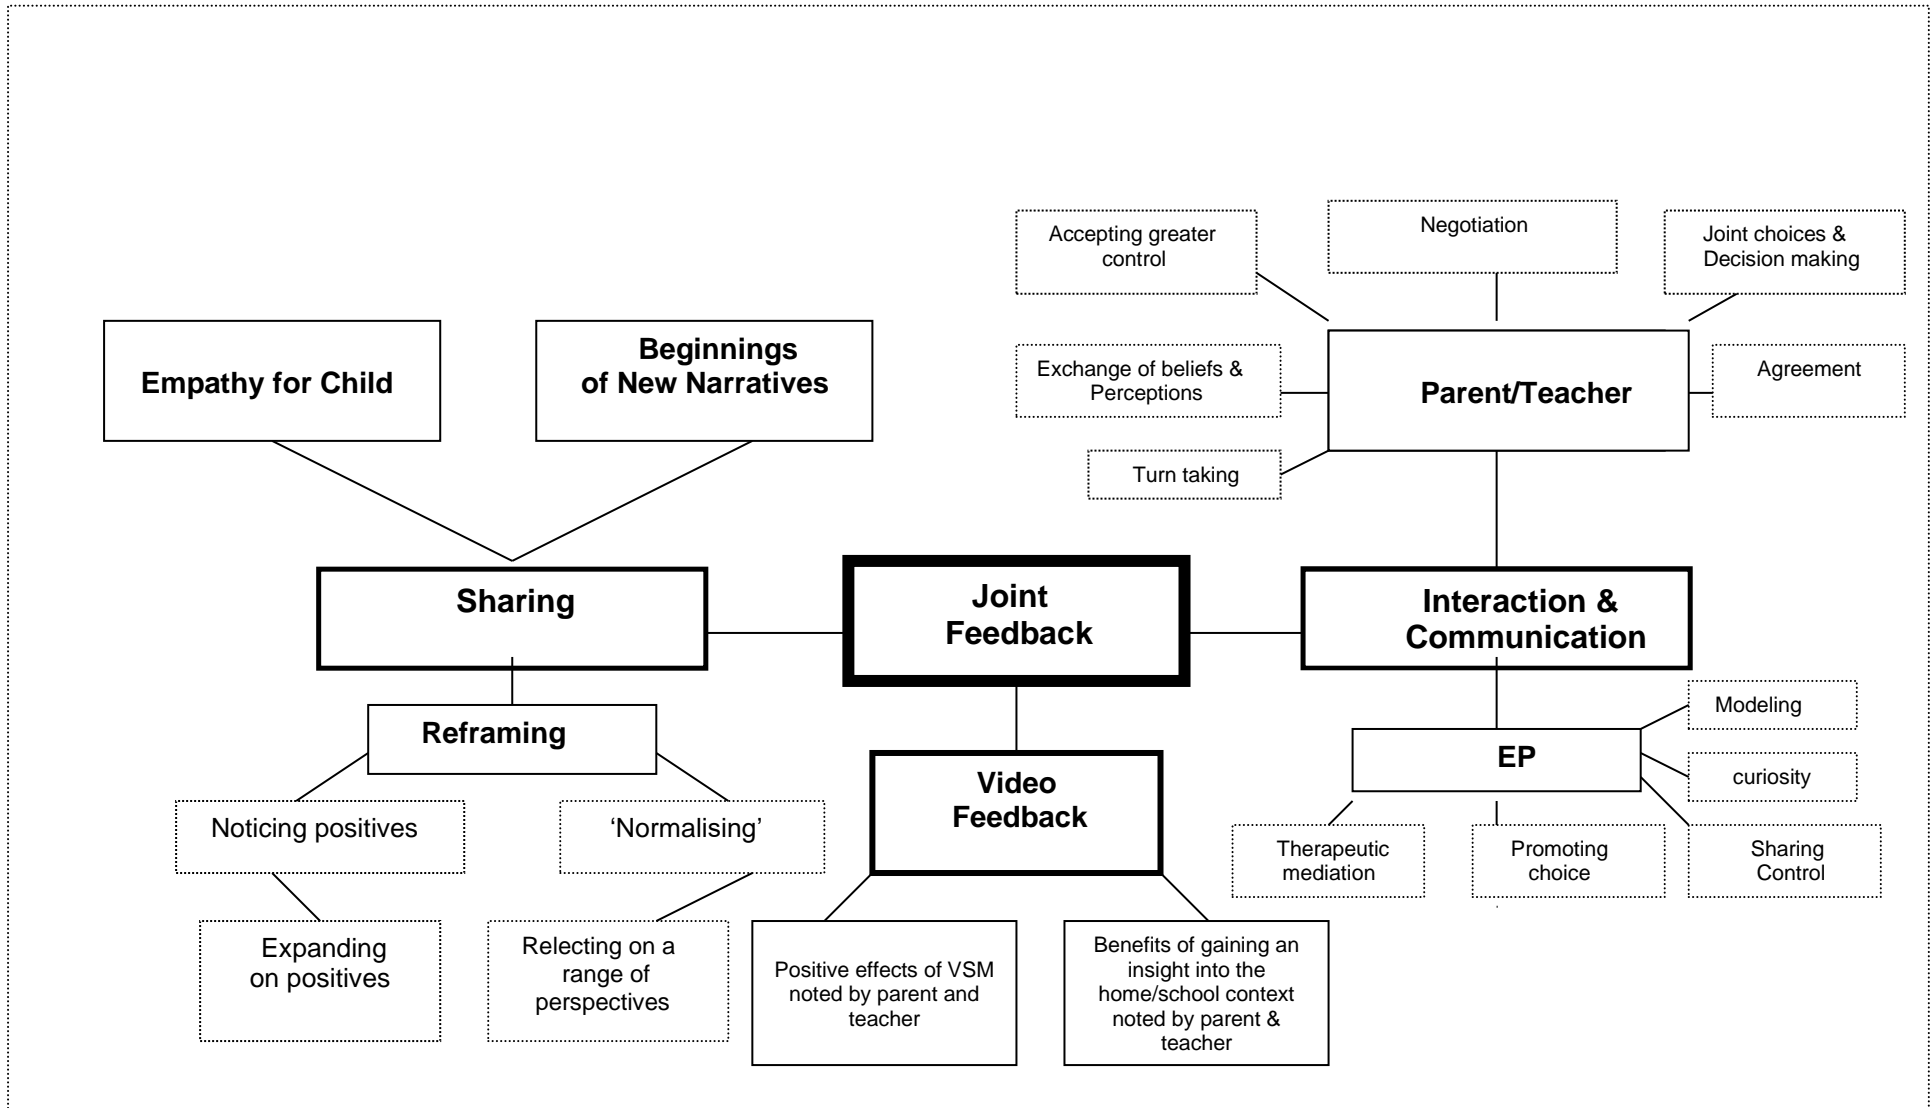 Accepting greater
control
Negotiation
Joint choices &
Decision making
Empathy for Child
Beginnings
of New Narratives
Exchange of beliefs &
Perceptions
Parent/Teacher
Agreement
Turn taking
Sharing
Joint
Feedback
Interaction &
Communication
Reframing
Modeling
EP
curiosity
Video
Feedback
Noticing positives
‘Normalising’
Therapeutic
mediation
Promoting
choice
Sharing
Control
Expanding
on positives
Relecting on a
range of
perspectives
Positive effects of VSM
noted by parent and
teacher
Benefits of gaining an
insight into the
home/school context
noted by parent &
teacher